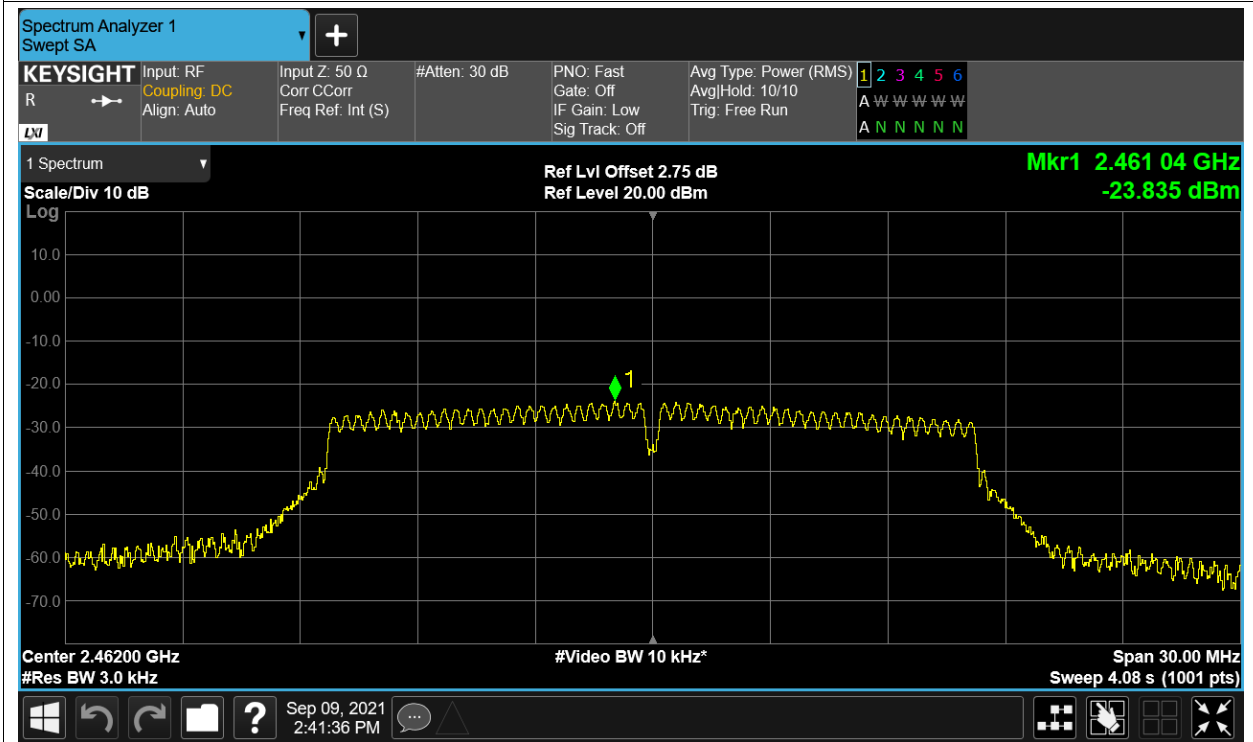 Spectrum Analyzer 1
Swept SA
+
KEYSIGHT
R
LXI
Input: RF
Coupling: DC
Align: Auto
Input Z: 50 Ω
Corr CCorr
Freq Ref: Int (S)
#Atten: 30 dB
PNO: Fast
Gate: Off
IF Gain: Low
Sig Track: Off
Avg Type: Power (RMS)
Avg|Hold: 10/10
Trig: Free Run
1 2 3 4 5 6
A W W W W W
A N N N N N
1 Spectrum
Scale/Div 10 dB
Log
Ref Lvl Offset 2.75 dB
Ref Level 20.00 dBm
Mkr1 2.461 04 GHz
-23.835 dBm
10.0
0.00
-10.0
-20.0
-30.0
-40.0
-50.0
-60.0
-70.0
1
Center 2.46200 GHz
#Res BW 3.0 kHz
#Video BW 10 kHz*
Span 30.00 MHz
Sweep 4.08 s (1001 pts)
?
Sep 09, 2021
2:41:36 PM